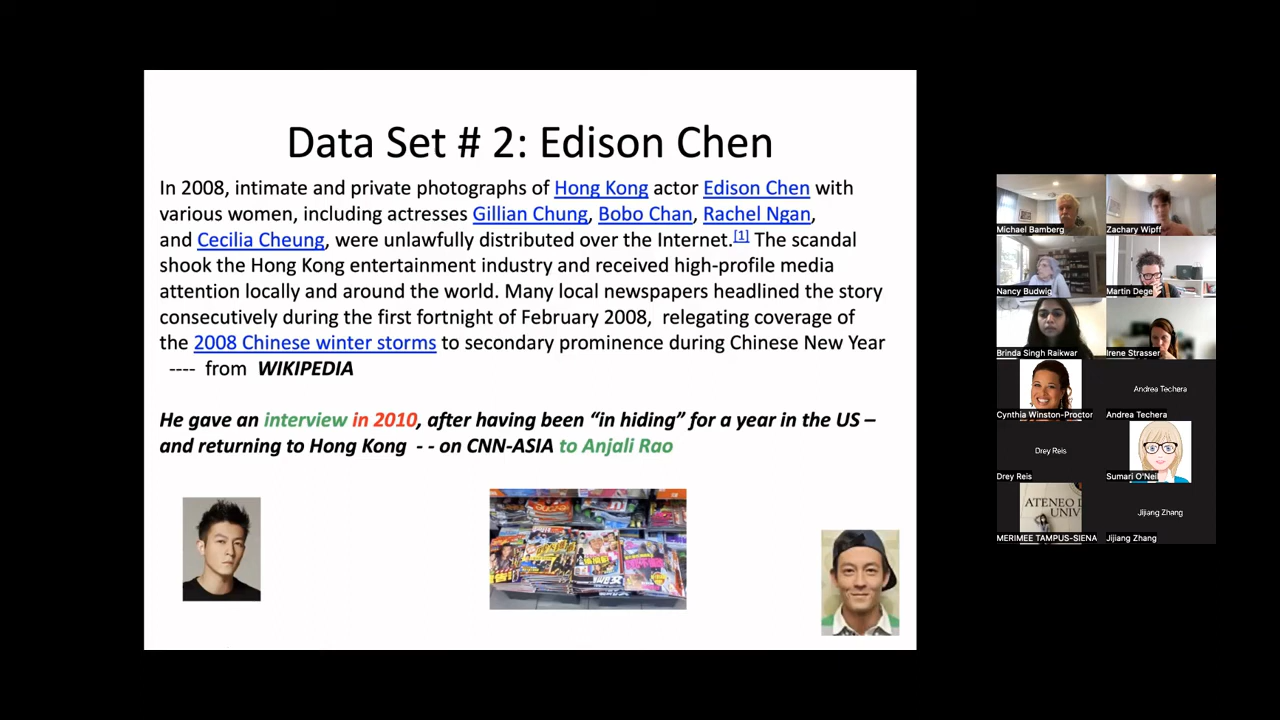 Data Set # 2: Edison Chen
In 2008, intimate and private photographs of Hong Kong actor Edison Chen with
various women, including actresses Gillian Chung, Bobo Chan, Rachel Ngan,
and Cecilia Cheung, were unlawfully distributed over the Internet.[1] The scandal
shook the Hong Kong entertainment industry and received high-profile media
attention locally and around the world. Many local newspapers headlined the story
consecutively during the first fortnight of February 2008, relegating coverage of
the 2008 Chinese winter storms to secondary prominence during Chinese New Year
---- from WIKIPEDIA
He gave an interview in 2010, after having been “in hiding” for a year in the US –
and returning to Hong Kong - - on CNN-ASIA to Anjali Rao
Michael Bamberg
Zachary Wipff
Nancy Budwig
Martin Dege
Brinda Singh Raikwar
Irene Strasser
Cynthia Winston-Proctor
Andrea Techera
Andrea Techera
Drey Reis
Drey Reis
Sumari O'Neil
ATENEO D
UNIV
MERIMEE TAMPUS-SIENA
Jijiang Zhang
Jijiang Zhang